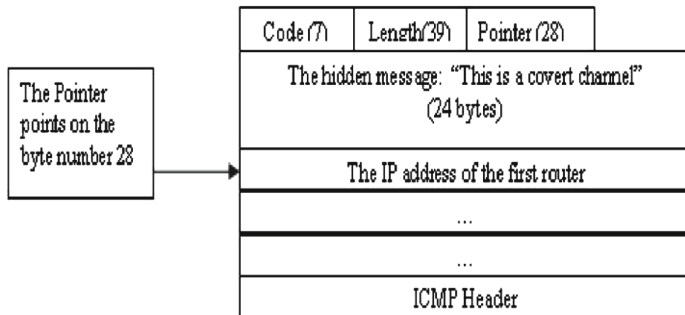 Code (7) Length(39) Pointer (28)
The hidden message: “This is a covert channel”
(24 bytes)
The Pointer
points on the
byte number 28
The IP address of the first router
...
...
ICMP Header